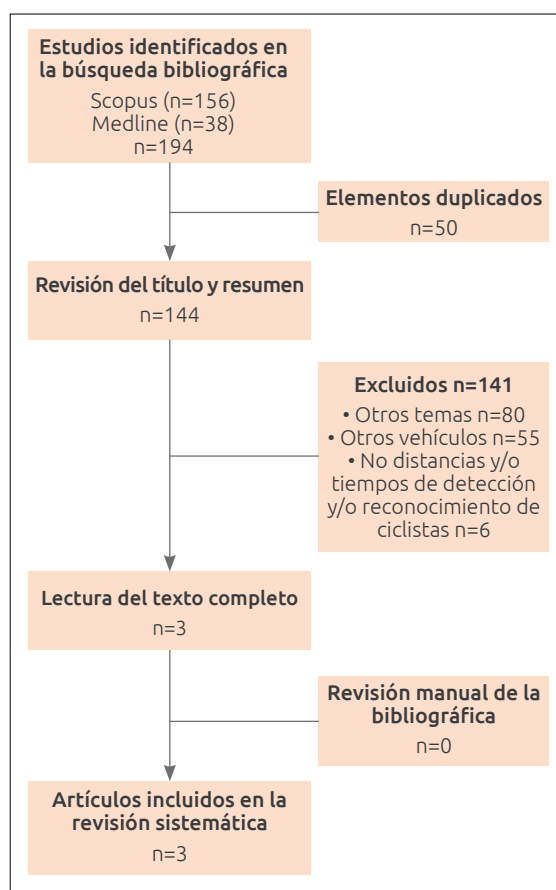 Estudios identificados en
la búsqueda bibliográfica
Scopus (n=156)
Medline (n=38)
n=194
Elementos duplicados
n=50
Revisión del título y resumen
n=144
Excluidos n=141
• Otros temas n=80
• Otros vehículos n=55
• No distancias y/o
tiempos de detección
y/o reconocimiento de
ciclistas n=6
Lectura del texto completo
n=3
Revisión manual de la
bibliográfica
n=0
Artículos incluidos en la
revisión sistemática
n=3